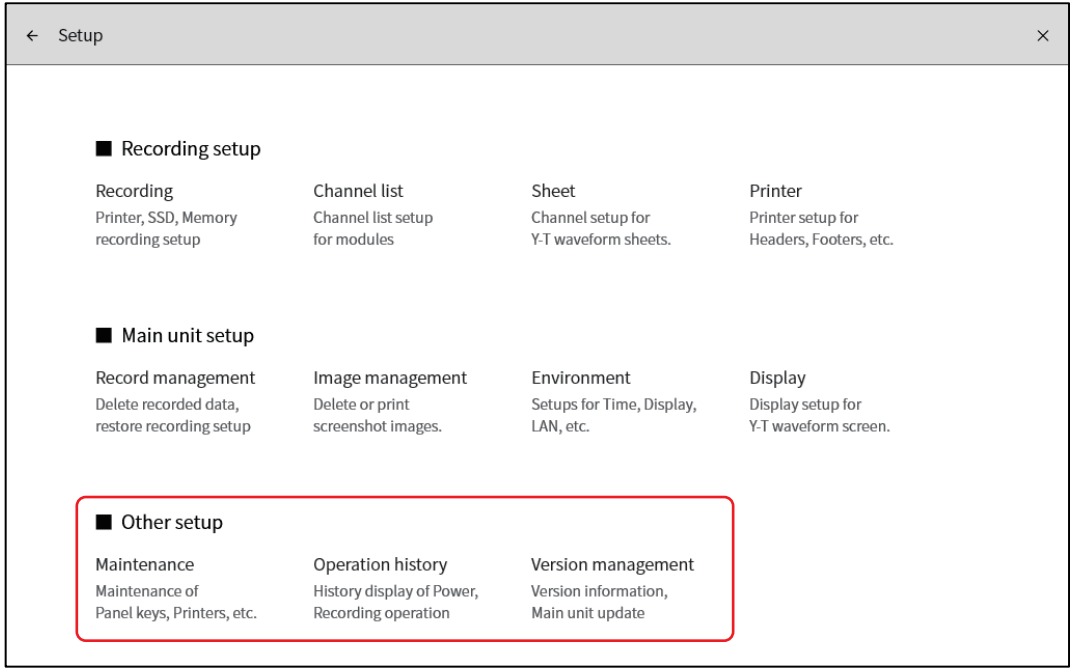 ← Setup ×
■ Recording setup
Recording
Printer, SSD, Memory
recording setup
Channel list
Channel list setup
for modules
Sheet
Channel setup for
Y-T waveform sheets.
Printer
Printer setup for
Headers, Footers, etc.
■ Main unit setup
Record management
Delete recorded data,
restore recording setup
Image management
Delete or print
screenshot images.
Environment
Setups for Time, Display,
LAN, etc.
Display
Display setup for
Y-T waveform screen.
■ Other setup
Maintenance
Maintenance of
Panel keys, Printers, etc.
Operation history
History display of Power,
Recording operation
Version management
Version information,
Main unit update